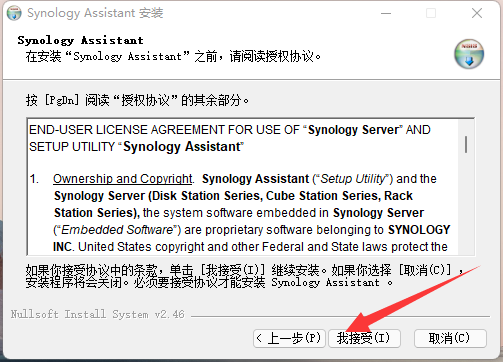 Synology Assistant 安装
Synology Assistant
在安装“Synology Assistant”之前,请阅读授权协议。
按 [PgDn] 阅读“授权协议”的其余部分。
END-USER LICENSE AGREEMENT FOR USE OF “Synology Server” AND
SETUP UTILITY “Synology Assistant”
1. Ownership and Copyright. Synology Assistant (“Setup Utility”) and the
Synology Server (Disk Station Series, Cube Station Series, Rack
Station Series), the system software embedded in Synology Server
(“Embedded Software”) are proprietary software belonging to SYNOLOGY
INC. United States copyright and other Federal and State laws protect the
如果你接受协议中的条款,单击 [我接受(I)] 继续安装。如果你选择 [取消(C)] ,
安装程序将会关闭。必须要接受协议才能安装 Synology Assistant 。
Nullsoft Install System v2.46
< 上一步(P) 我接受(I) 取消(C)